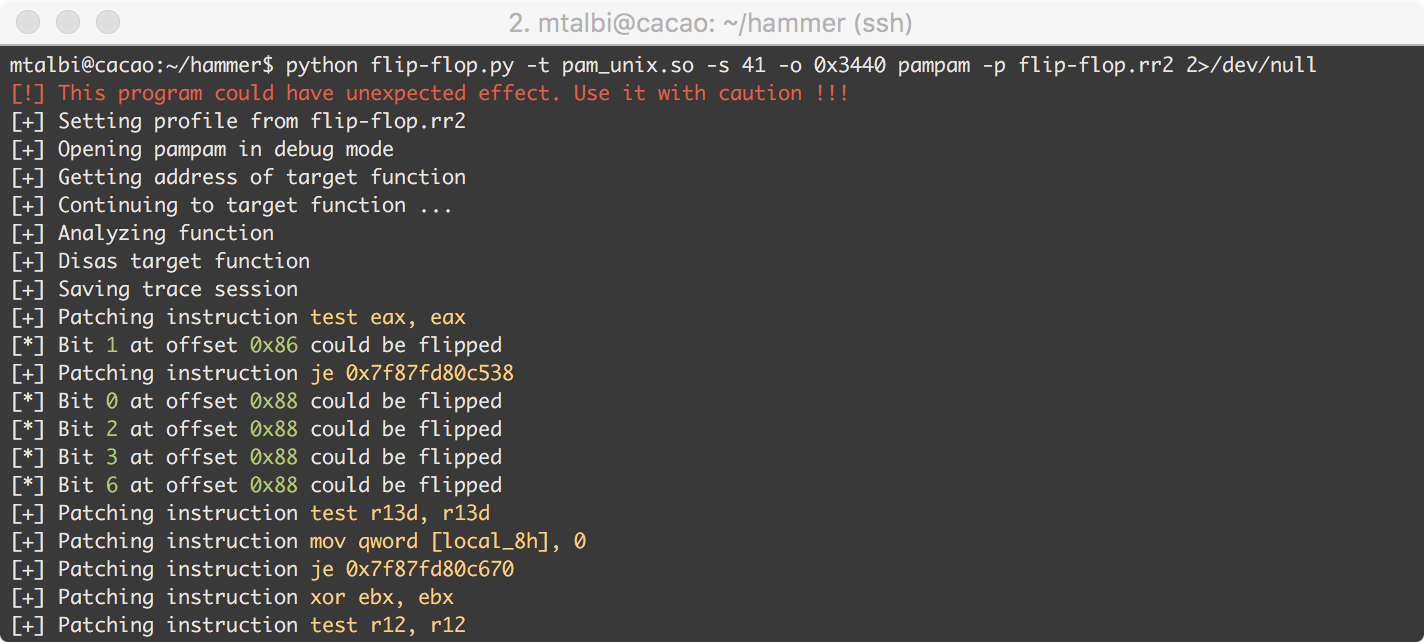 2. mtalbi@cacao: ~/hammer (ssh)
mtalbi@cacao:~/hammer$ python flip-flop.py -t pam_unix.so -s 41 -o 0x3440 pampam -p flip-flop.rr2 2>/dev/null
[!] This program could have unexpected effect. Use it with caution !!!
[+] Setting profile from flip-flop.rr2
[+] Opening pampam in debug mode
[+] Getting address of target function
[+] Continuing to target function ...
[+] Analyzing function
[+] Disas target function
[+] Saving trace session
[+] Patching instruction test eax, eax
[*] Bit 1 at offset 0x86 could be flipped
[+] Patching instruction je 0x7f87fd80c538
[*] Bit 0 at offset 0x88 could be flipped
[*] Bit 2 at offset 0x88 could be flipped
[*] Bit 3 at offset 0x88 could be flipped
[*] Bit 6 at offset 0x88 could be flipped
[+] Patching instruction test r13d, r13d
[+] Patching instruction mov qword [local_8h], 0
[+] Patching instruction je 0x7f87fd80c670
[+] Patching instruction xor ebx, ebx
[+] Patching instruction test r12, r12